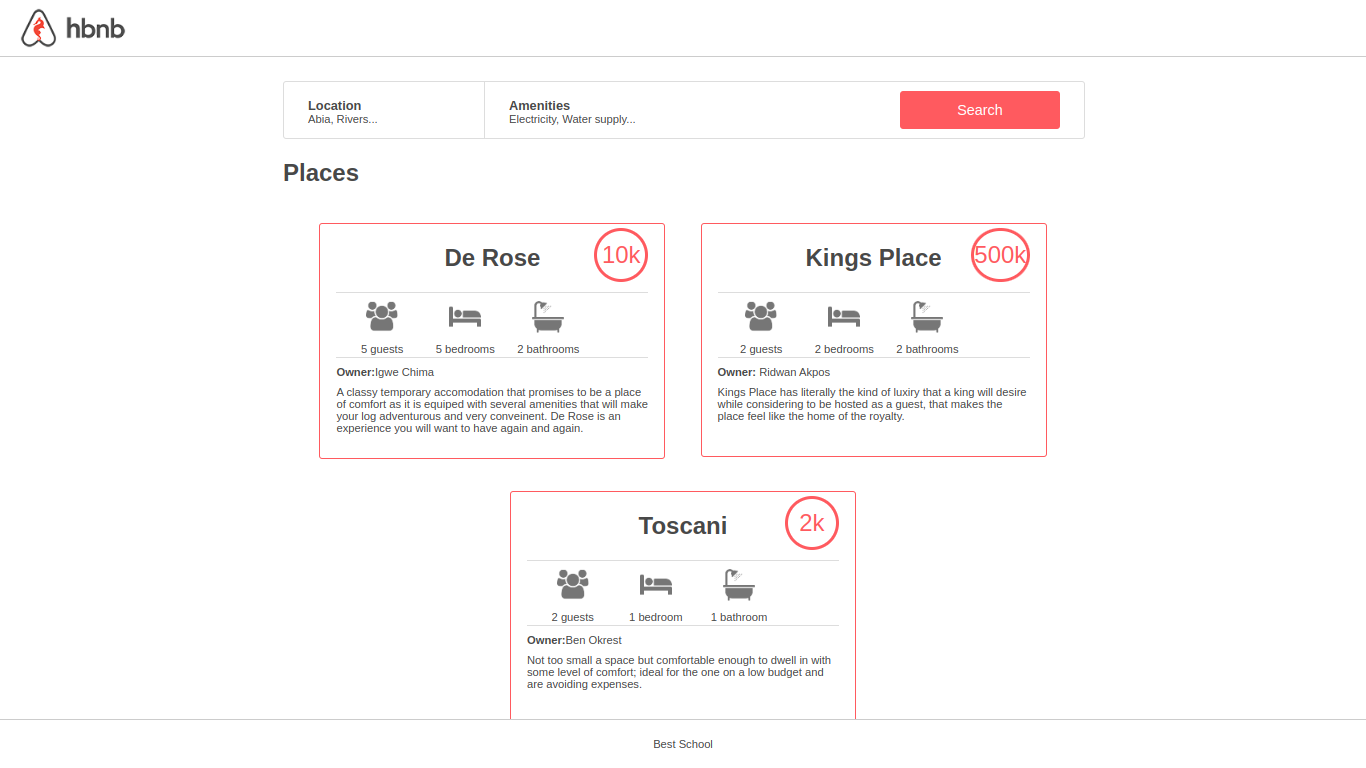 hbnb
Location
Abia, Rivers...
Amenities
Electricity, Water supply...
Search
Places
De Rose
10k
5 guests
5 bedrooms
2 bathrooms
Owner:Igwe Chima
A classy temporary accomodation that promises to be a place
of comfort as it is equiped with several amenities that will make
your log adventurous and very conveinent. De Rose is an
experience you will want to have again and again.
Kings Place
500k
2 guests
2 bedrooms
2 bathrooms
Owner: Ridwan Akpos
Kings Place has literally the kind of luxiry that a king will desire
while considering to be hosted as a guest, that makes the
place feel like the home of the royalty.
Toscani
2k
2 guests
1 bedroom
1 bathroom
Owner:Ben Okrest
Not too small a space but comfortable enough to dwell in with
some level of comfort; ideal for the one on a low budget and
are avoiding expenses.
Best School